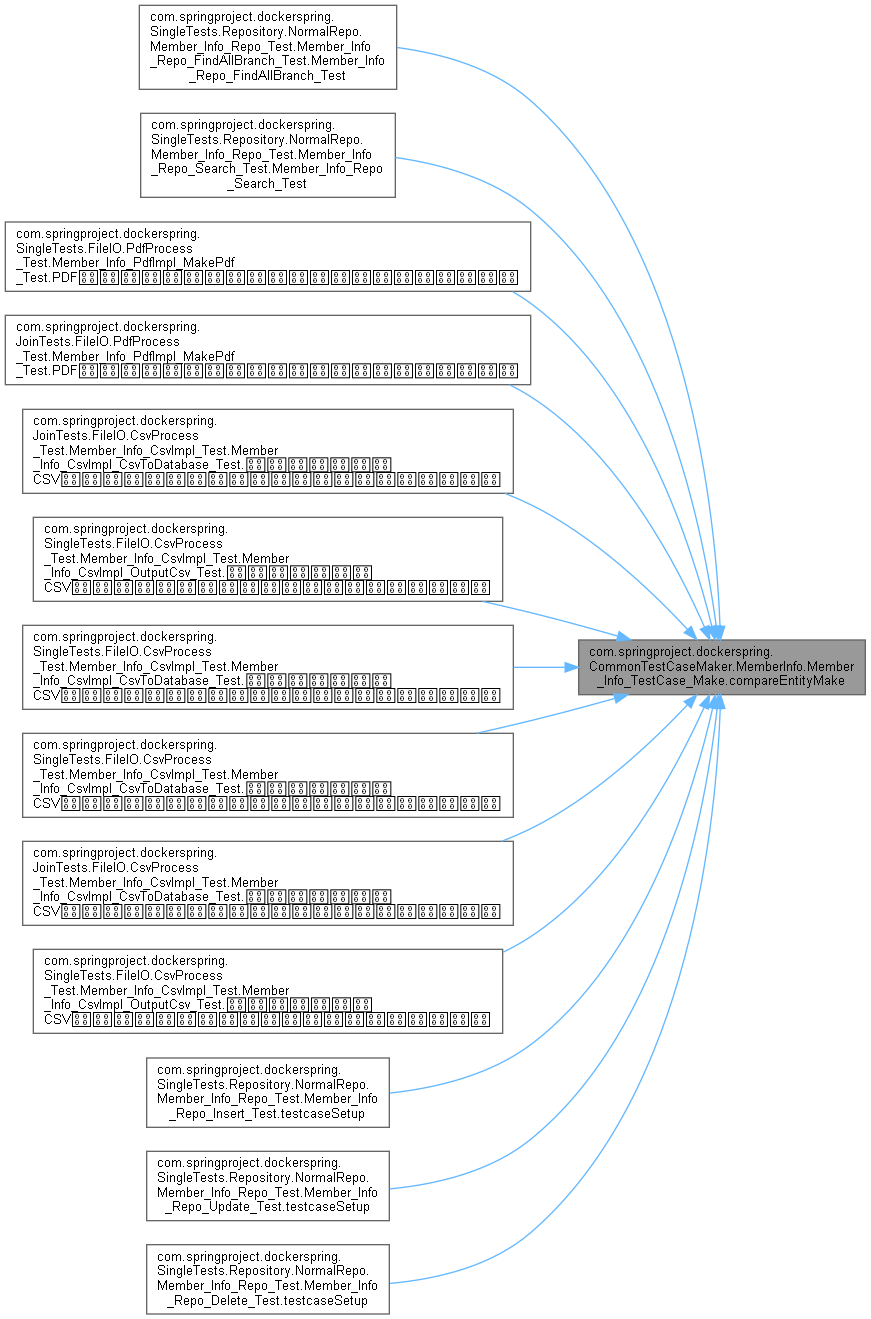 com.springproject.dockerspring.
SingleTests.Repository.NormalRepo.
Member_Info_Repo_Test.Member_Info
_Repo_FindAllBranch_Test.Member_Info
_Repo_FindAllBranch_Test
com.springproject.dockerspring.
SingleTests.Repository.NormalRepo.
Member_Info_Repo_Test.Member_Info
_Repo_Search_Test.Member_Info_Repo
_Search_Test
com.springproject.dockerspring.
SingleTests.FileIO.PdfProcess
_Test.Member_Info_PdfImpl_MakePdf
_Test.PDF
com.springproject.dockerspring.
JoinTests.FileIO.PdfProcess
_Test.Member_Info_PdfImpl_MakePdf
_Test.PDF
com.springproject.dockerspring.
JoinTests.FileIO.CsvProcess
_Test.Member_Info_CsvImpl_Test.Member
_Info_CsvImpl_CsvToDatabase_Test.
CSV
com.springproject.dockerspring.
SingleTests.FileIO.CsvProcess
_Test.Member_Info_CsvImpl_Test.Member
_Info_CsvImpl_OutputCsv_Test.
CSV
com.springproject.dockerspring.
SingleTests.FileIO.CsvProcess
_Test.Member_Info_CsvImpl_Test.Member
_Info_CsvImpl_CsvToDatabase_Test.
CSV
com.springproject.dockerspring.
CommonTestCaseMaker.MemberInfo.Member
_Info_TestCase_Make.compareEntityMake
com.springproject.dockerspring.
SingleTests.FileIO.CsvProcess
_Test.Member_Info_CsvImpl_Test.Member
_Info_CsvImpl_CsvToDatabase_Test.
CSV
com.springproject.dockerspring.
JoinTests.FileIO.CsvProcess
_Test.Member_Info_CsvImpl_Test.Member
_Info_CsvImpl_CsvToDatabase_Test.
CSV
com.springproject.dockerspring.
SingleTests.FileIO.CsvProcess
_Test.Member_Info_CsvImpl_Test.Member
_Info_CsvImpl_OutputCsv_Test.
CSV
com.springproject.dockerspring.
SingleTests.Repository.NormalRepo.
Member_Info_Repo_Test.Member_Info
_Repo_Insert_Test.testcaseSetup
com.springproject.dockerspring.
SingleTests.Repository.NormalRepo.
Member_Info_Repo_Test.Member_Info
_Repo_Update_Test.testcaseSetup
com.springproject.dockerspring.
SingleTests.Repository.NormalRepo.
Member_Info_Repo_Test.Member_Info
_Repo_Delete_Test.testcaseSetup